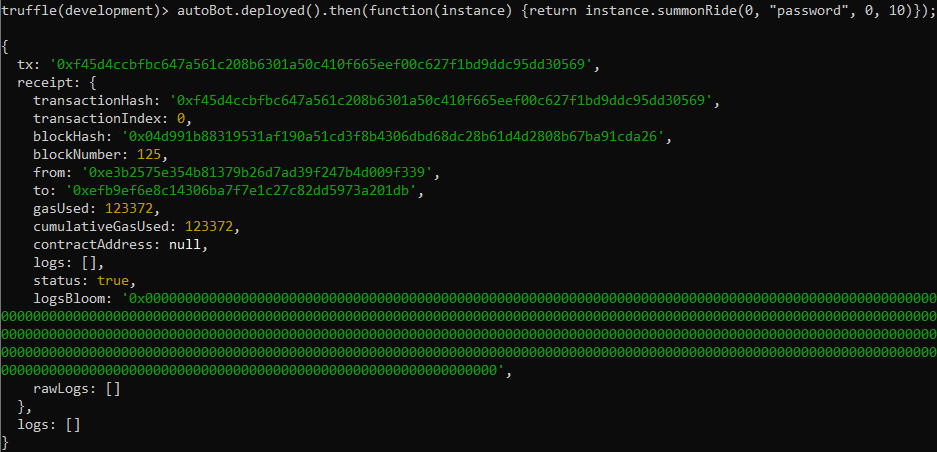 truffle(development)> autoBot.deployed().then(function(instance) {return instance.summonRide(0, "password", 0, 10)});
{
tx: '0xf45d4ccbfbc647a561c208b6301a50c410f665eef00c627f1bd9ddc95dd30569',
receipt: {
transactionHash: '0xf45d4ccbfbc647a561c208b6301a50c410f665eef00c627f1bd9ddc95dd30569',
transactionIndex: 0,
blockHash: '0x04d991b88319531af190a51cd3f8b4306dbd68dc28b61d4d2808b67ba91cda26',
blockNumber: 125,
from: '0xe3b2575e354b81379b26d7ad39f247b4d009f339',
to: '0xefb9ef6e8c14306ba7f7e1c27c82dd5973a201db',
gasUsed: 123372,
cumulativeGasUsed: 123372,
contractAddress: null,
logs: [],
status: true,
logsBloom: '0x000000000000000000000000000000000000000000000000000000000000000000000000000000000000000000000000000
000000000000000000000000000000000000000000000000000000000000000000000000000000000000000000000000000000000000000000000
000000000000000000000000000000000000000000000000000000000000000000000000000000000000000000000000000000000000000000000
000000000000000000000000000000000000000000000000000000000000000000000000000000000000000000000000000000000000000000000
00000000000000000000000000000000000000000000000000000000000000',
rawLogs: []
},
logs: []
}